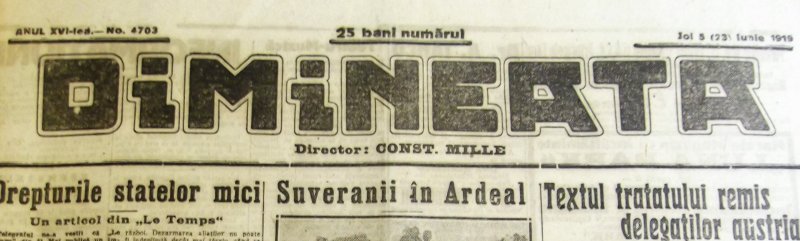 ANUL XVI-lea.— No. 4703
25 bani numărul
Joi 5 (23) Iunie 1919
DIMINEATA
Director: CONST. MILLE
Drepturile statelor mici
Un articol din „Le Temps"
Suveranii în Ardeal
Textul tratatului remis
delegaților austria